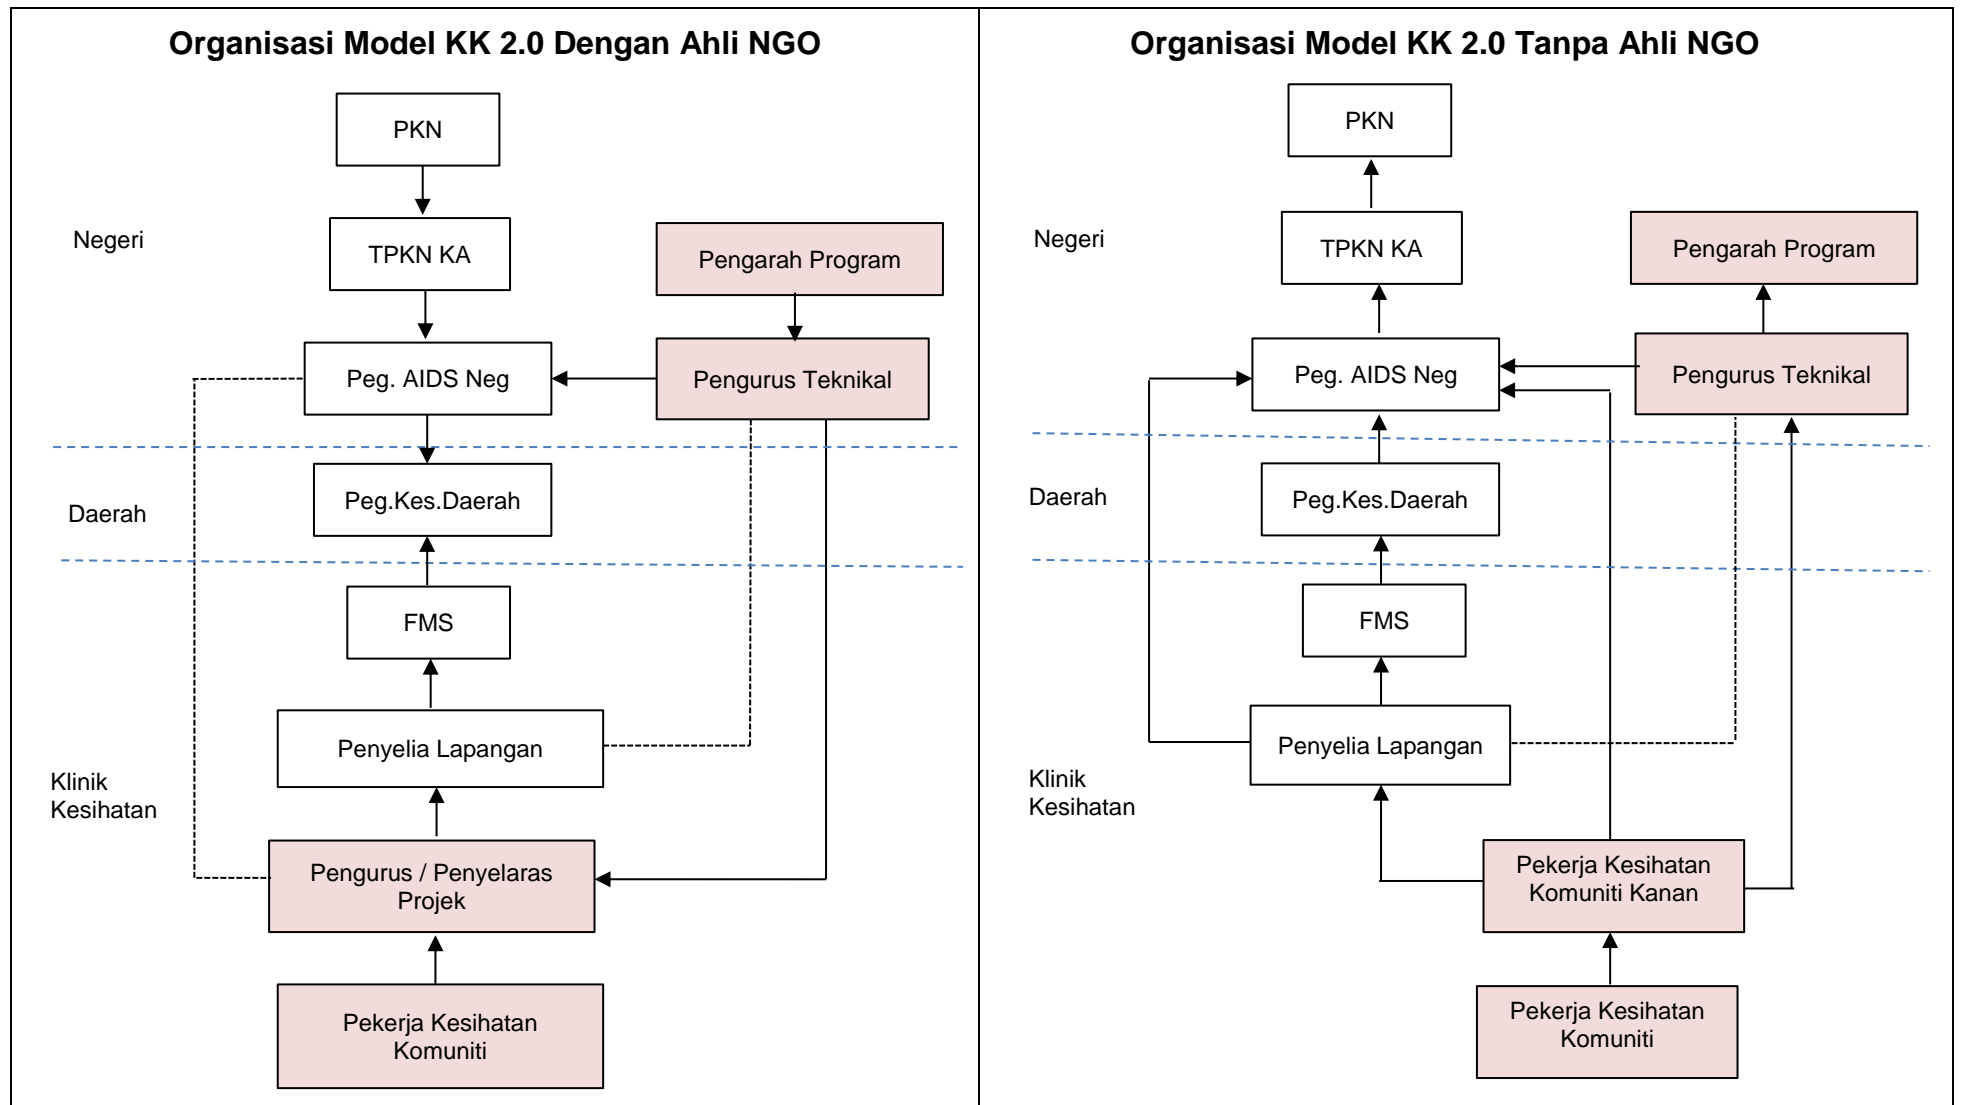 Organisasi Model KK 2.0 Dengan Ahli NGO
PKN
Negeri
TPKN KA
Pengarah Program
Peg. AIDS Neg
Pengurus Teknikal
Daerah
Peg.Kes.Daerah
FMS
Penyelia Lapangan
Klinik
Kesihatan
Pengurus / Penyelaras
Projek
Pekerja Kesihatan
Komuniti
Organisasi Model KK 2.0 Tanpa Ahli NGO
PKN
Negeri
TPKN KA
Pengarah Program
Peg. AIDS Neg
Pengurus Teknikal
Daerah
Peg.Kes.Daerah
FMS
Penyelia Lapangan
Klinik
Kesihatan
Pekerja Kesihatan
Komuniti Kanan
Pekerja Kesihatan
Komuniti